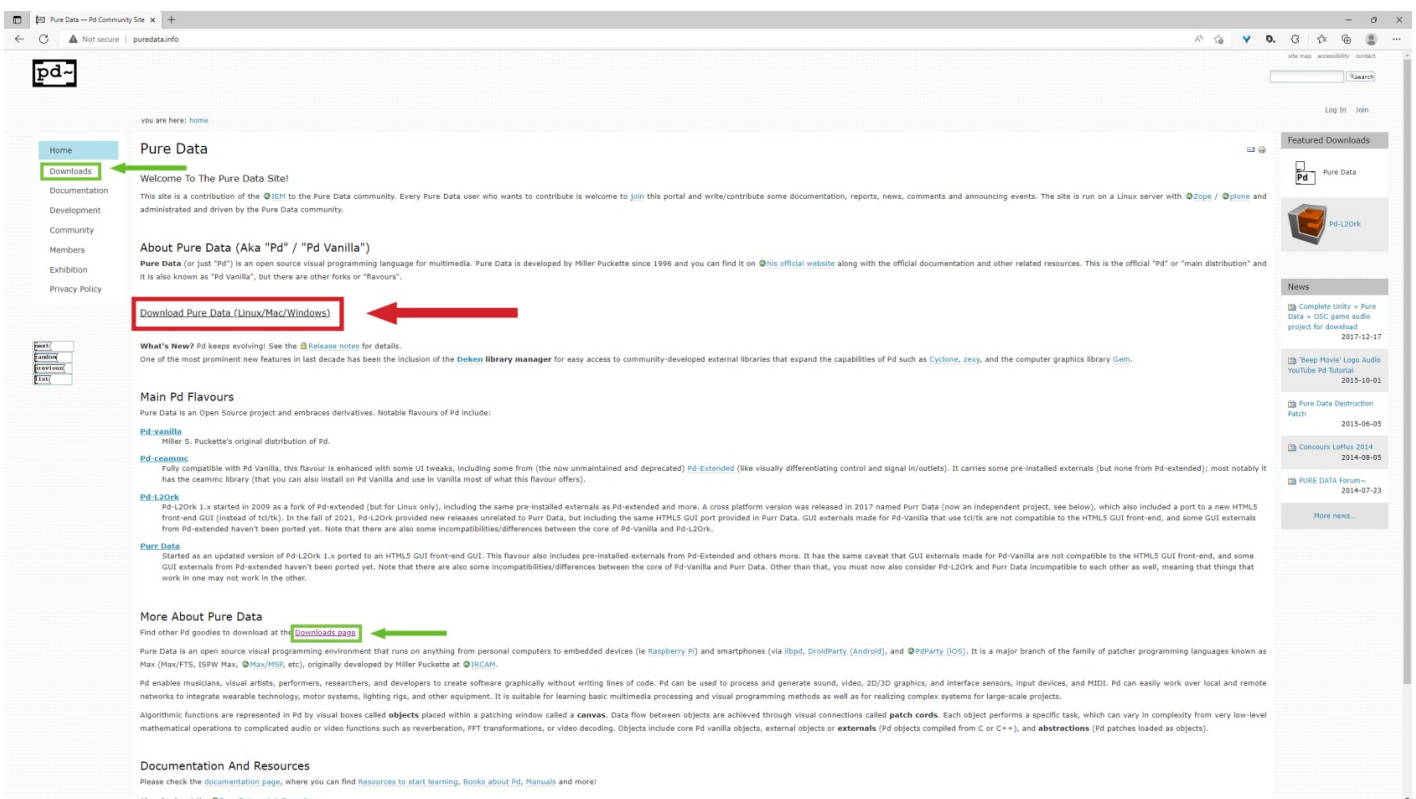 Pure Data — Pd Community Site
Not secure
puredata.info
site map accessibility contact
pd~
search
Log In Join
you are here: home
Home
Downloads
Documentation
Development
Community
Members
Exhibition
Privacy Policy
next
random
previous
list
Pure Data
Welcome To The Pure Data Site!
This site is a contribution of the IEM to the Pure Data community. Every Pure Data user who wants to contribute is welcome to join this portal and write/contribute some documentation, reports, news, comments and announcing events. The site is run on a Linux server with Zope / plone and
administrated and driven by the Pure Data community.
About Pure Data (Aka "Pd" / "Pd Vanilla")
Pure Data (or just "Pd") is an open source visual programming language for multimedia. Pure Data is developed by Miller Puckette since 1996 and you can find it on his official website along with the official documentation and other related resources. This is the official "Pd" or "main distribution" and
it is also known as "Pd Vanilla", but there are other forks or "flavours".
Download Pure Data (Linux/Mac/Windows)
What's New? Pd keeps evolving! See the Release notes for details.
One of the most prominent new features in last decade has been the inclusion of the Deken library manager for easy access to community-developed external libraries that expand the capabilities of Pd such as Cyclone, zexy, and the computer graphics library Gem.
Main Pd Flavours
Pure Data is an Open Source project and embraces derivatives. Notable flavours of Pd include:
Pd-vanilla
Miller S. Puckette's original distribution of Pd.
Pd-ceammc
Fully compatible with Pd Vanilla, this flavour is enhanced with some UI tweaks, including some from (the now unmaintained and deprecated) Pd-Extended (like visually differentiating control and signal in/outlets). It carries some pre-installed externals (but none from Pd-extended); most notably it
has the ceammc library (that you can also install on Pd Vanilla and use in Vanilla most of what this flavour offers).
Pd-L2Ork
Pd-L2Ork 1.x started in 2009 as a fork of Pd-extended (but for Linux only), including the same pre-installed externals as Pd-extended and more. A cross platform version was released in 2017 named Purr Data (now an independent project, see below), which also included a port to a new HTML5
front-end GUI (instead of tcl/tk). In the fall of 2021, Pd-L2Ork provided new releases unrelated to Purr Data, but including the same HTML5 GUI port provided in Purr Data. GUI externals made for Pd-Vanilla that use tcl/tk are not compatible to the HTML5 GUI front-end, and some GUI externals
from Pd-extended haven't been ported yet. Note that there are also some incompatibilities/differences between the core of Pd-Vanilla and Pd-L2Ork.
Purr Data
Started as an updated version of Pd-L2Ork 1.x ported to an HTML5 GUI front-end GUI. This flavour also includes pre-installed externals from Pd-Extended and others more. It has the same caveat that GUI externals made for Pd-Vanilla are not compatible to the HTML5 GUI front-end, and some
GUI externals from Pd-extended haven't been ported yet. Note that there are also some incompatibilities/differences between the core of Pd-Vanilla and Purr Data. Other than that, you must now also consider Pd-L2Ork and Purr Data incompatible to each other as well, meaning that things that
work in one may not work in the other.
More About Pure Data
Find other Pd goodies to download at the Downloads page
Pure Data is an open source visual programming environment that runs on anything from personal computers to embedded devices (ie Raspberry Pi) and smartphones (via libpd, DroidParty (Android), and PdParty (iOS). It is a major branch of the family of patcher programming languages known as
Max (Max/FTS, ISPW Max, Max/MSP, etc), originally developed by Miller Puckette at IRCAM.
Pd enables musicians, visual artists, performers, researchers, and developers to create software graphically without writing lines of code. Pd can be used to process and generate sound, video, 2D/3D graphics, and interface sensors, input devices, and MIDI. Pd can easily work over local and remote
networks to integrate wearable technology, motor systems, lighting rigs, and other equipment. It is suitable for learning basic multimedia processing and visual programming methods as well as for realizing complex systems for large-scale projects.
Algorithmic functions are represented in Pd by visual boxes called objects placed within a patching window called a canvas. Data flow between objects are achieved through visual connections called patch cords. Each object performs a specific task, which can vary in complexity from very low-level
mathematical operations to complicated audio or video functions such as reverberation, FFT transformations, or video decoding. Objects include core Pd vanilla objects, external objects or externals (Pd objects compiled from C or C++), and abstractions (Pd patches loaded as objects).
Documentation And Resources
Please check the documentation page, where you can find Resources to start learning, Books about Pd, Manuals and more!
Featured Downloads
Pd
Pure Data
Pd-L2Ork
News
Complete Unity + Pure
Data + OSC game audio
project for download
2017-12-17
'Beep Movie' Logo Audio
YouTube Pd Tutorial
2015-10-01
Pure Data Destruction
Patch
2015-06-05
Concours LoMus 2014
2014-08-05
PURE DATA Forum~
2014-07-23
More news...